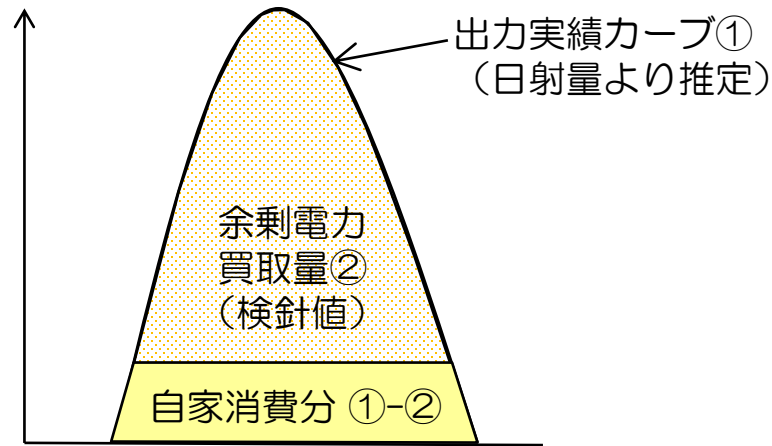 出力実績カーブ①
（日射量より推定）
余剰電力
買取量②
（検針値）
自家消費分 ①-②